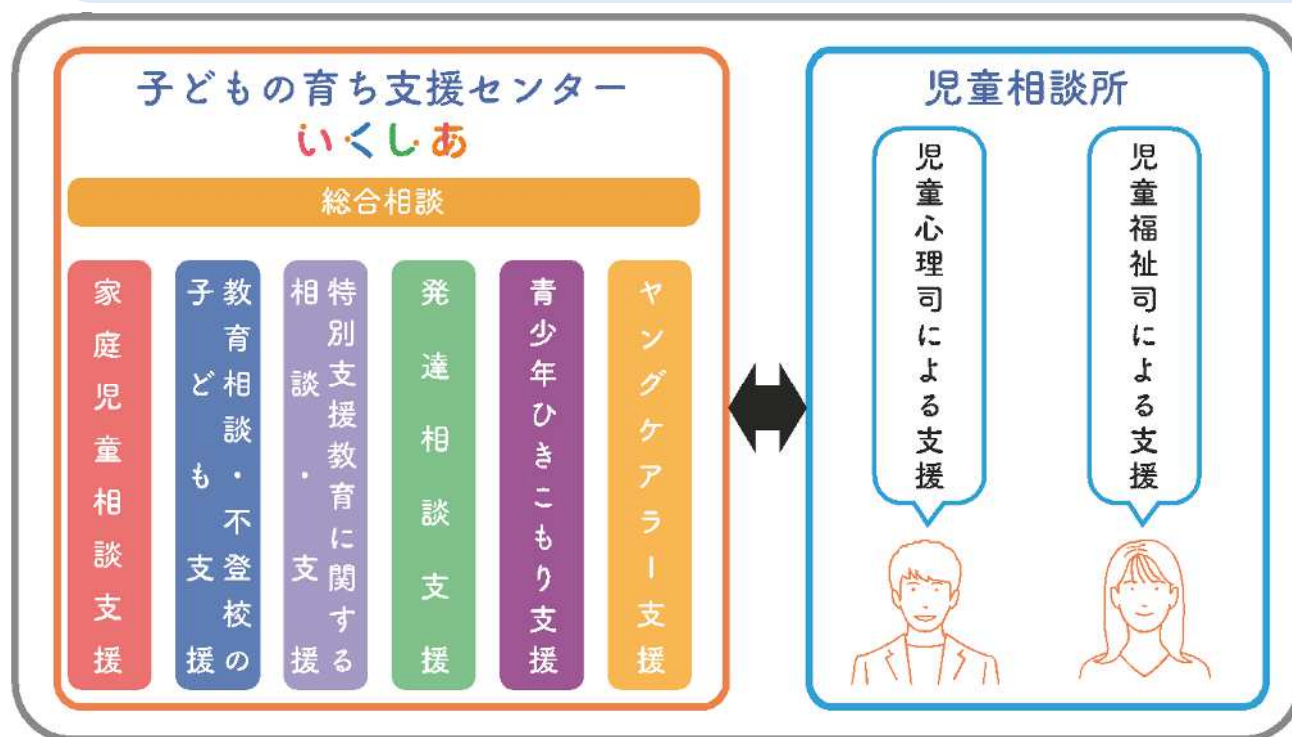 子どもの育ち支援センター
いくしあ
総合相談
家庭児童相談支援
教育相談・不登校の
子ども支援
特別支援教育に関する
相談・支援
発達相談支援
青少年ひきこもり支援
ヤングケアラー支援
児童相談所
児童心理司による支援
児童福祉司による支援